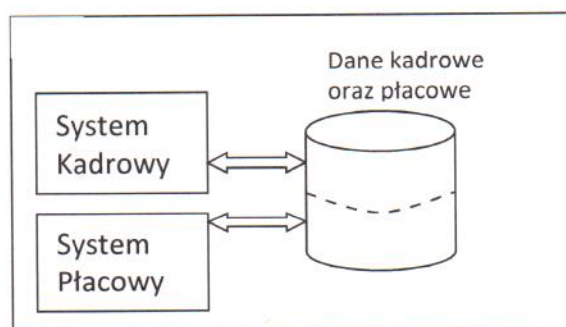 Dane kadrowe
oraz płacowe
System
Kadrowy
System
Płacowy